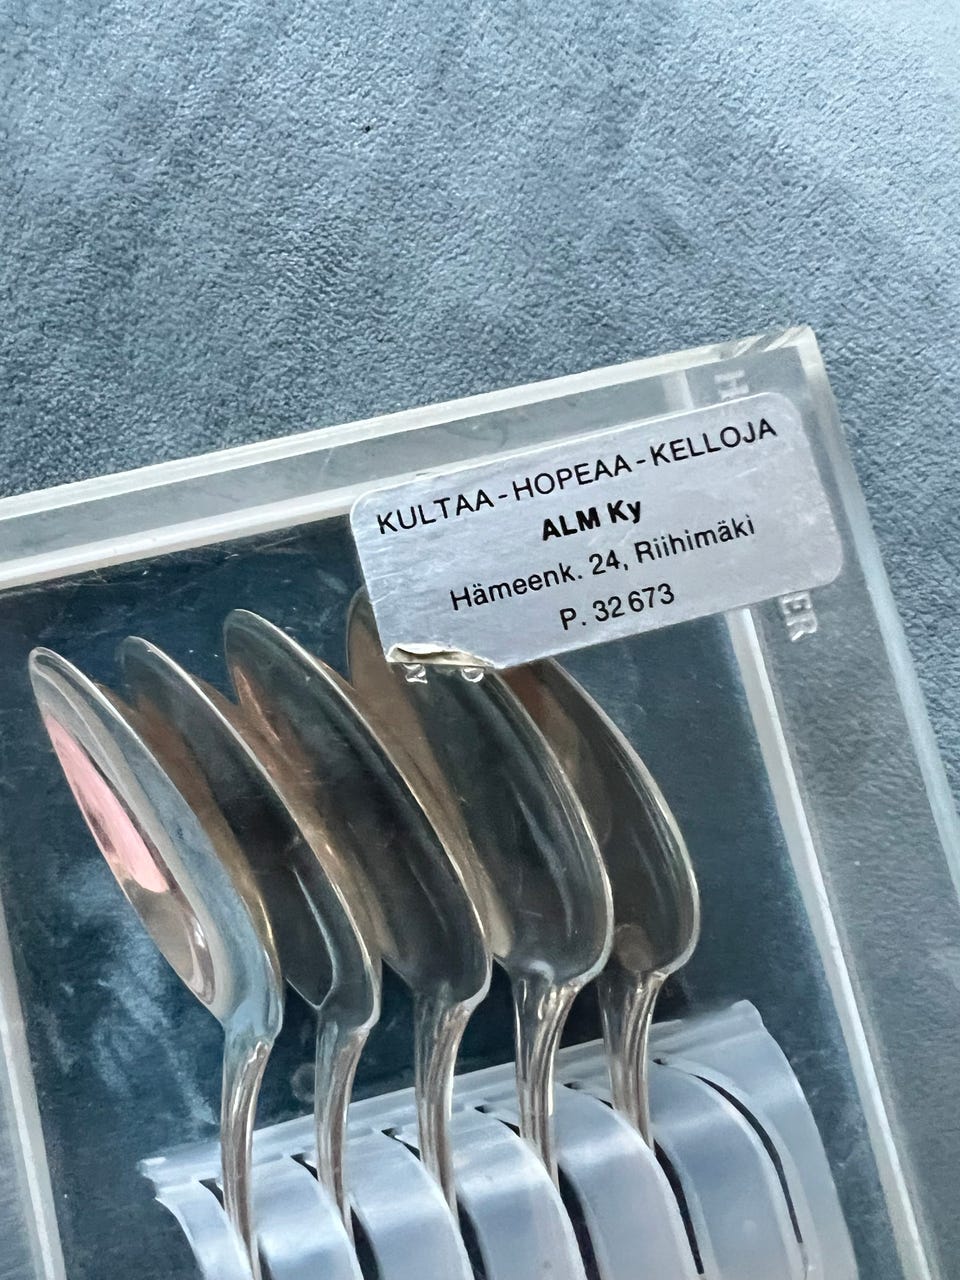 KULTAA-HOPEAA-KELLOJA
ALM Ky
Hämeenk. 24, Riihimäki
P. 32 673